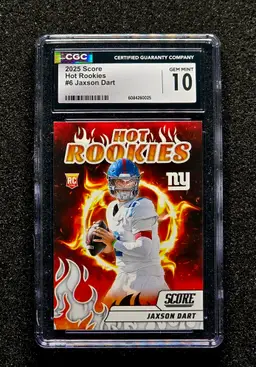 CGC
CERTIFIED GUARANTY COMPANY
2025 Score
Hot Rookies
#6 Jaxson Dart
GEM MINT
10
6084260025
HOT
ROOKIES
RC
NY
SCORE
JAXSON DART